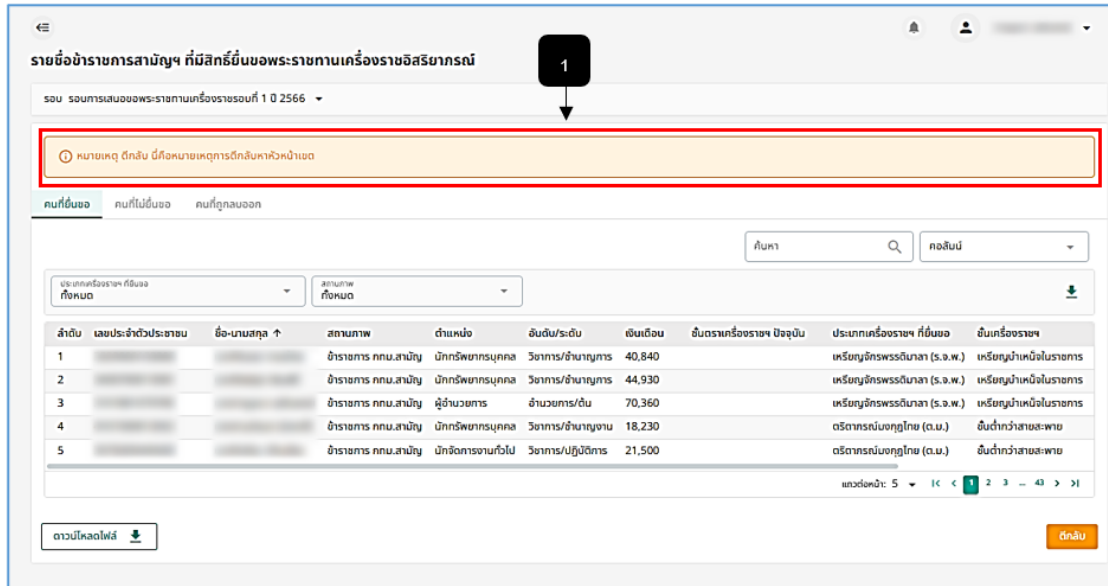 รายชื่อข้าราชการสามัญฯ ที่มีสิทธิ์ยื่นขอพระราชทานเครื่องราชอิสริยาภรณ์
1
รอบ รอบการเสนอขอพระราชทานเครื่องราชรอบที่ 1 ปี 2566
หมายเหตุ ตีกลับ นี่คือหมายเหตุการตีกลับหาหัวหน้าเขต
คนที่ยื่นขอ คนที่ไม่ยื่นขอ คนที่ถูกลบออก
ค้นหา คอลัมน์
ประเภทเครื่องราชฯ ที่ยื่นขอ สถานภาพ
ทั้งหมด ทั้งหมด
ลำดับ เลขประจำตัวประชาชน ชื่อ-นามสกุล ↑ สถานภาพ ตำแหน่ง อันดับ/ระดับ เงินเดือน ชั้นตราเครื่องราชฯ ปัจจุบัน ประเภทเครื่องราชฯ ที่ยื่นขอ ชั้นเครื่องราชฯ
1 ข้าราชการ กทม.สามัญ นักทรัพยากรบุคคล วิชาการ/ชำนาญการ 40,840 เหรียญจักรพรรดิมาลา (ร.จ.พ.) เหรียญบำเหน็จในราชการ
2 ข้าราชการ กทม.สามัญ นักทรัพยากรบุคคล วิชาการ/ชำนาญการ 44,930 เหรียญจักรพรรดิมาลา (ร.จ.พ.) เหรียญบำเหน็จในราชการ
3 ข้าราชการ กทม.สามัญ ผู้อำนวยการ อำนวยการ/ต้น 70,360 เหรียญจักรพรรดิมาลา (ร.จ.พ.) เหรียญบำเหน็จในราชการ
4 ข้าราชการ กทม.สามัญ นักทรัพยากรบุคคล วิชาการ/ชำนาญงาน 18,230 ตริตาภรณ์มงกุฎไทย (ต.ม.) ชั้นต่ำกว่าสายสะพาย
5 ข้าราชการ กทม.สามัญ นักจัดการงานทั่วไป วิชาการ/ปฏิบัติการ 21,500 ตริตาภรณ์มงกุฎไทย (ต.ม.) ชั้นต่ำกว่าสายสะพาย
แถวต่อหน้า: 5 1 2 3 ... 43
ดาวน์โหลดไฟล์ ตีกลับ